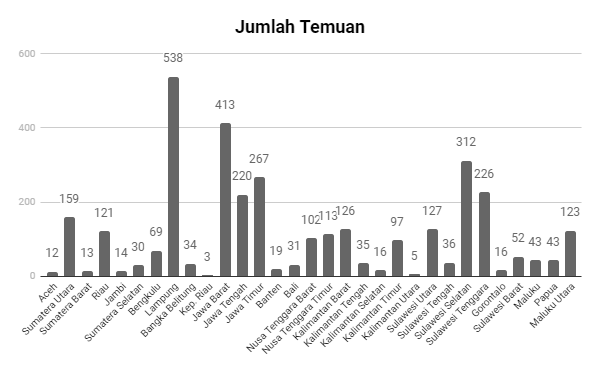 Jumlah Temuan
600
400
200
0
12
159
13
121
14
30
69
538
34
3
413
220
267
19
31
102
113
126
35
16
97
5
127
36
312
226
16
52
43
43
123
Aceh
Sumatera Utara
Sumatera Barat
Riau
Jambi
Sumatera Selatan
Bengkulu
Lampung
Bangka Belitung
Kep. Riau
Jawa Barat
Jawa Tengah
Jawa Timur
Banten
Bali
Nusa Tenggara Barat
Nusa Tenggara Timur
Kalimantan Barat
Kalimantan Tengah
Kalimantan Selatan
Kalimantan Timur
Kalimantan Utara
Sulawesi Utara
Sulawesi Tengah
Sulawesi Selatan
Sulawesi Tenggara
Gorontalo
Sulawesi Barat
Maluku
Papua
Maluku Utara